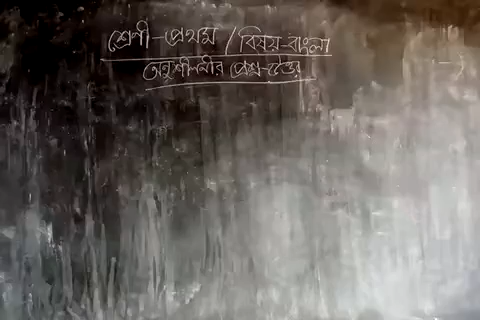 শ্রেণী-প্রথম / বিষয়-বাংলা
অনুশীলনীর প্রশ্ন-উত্তর